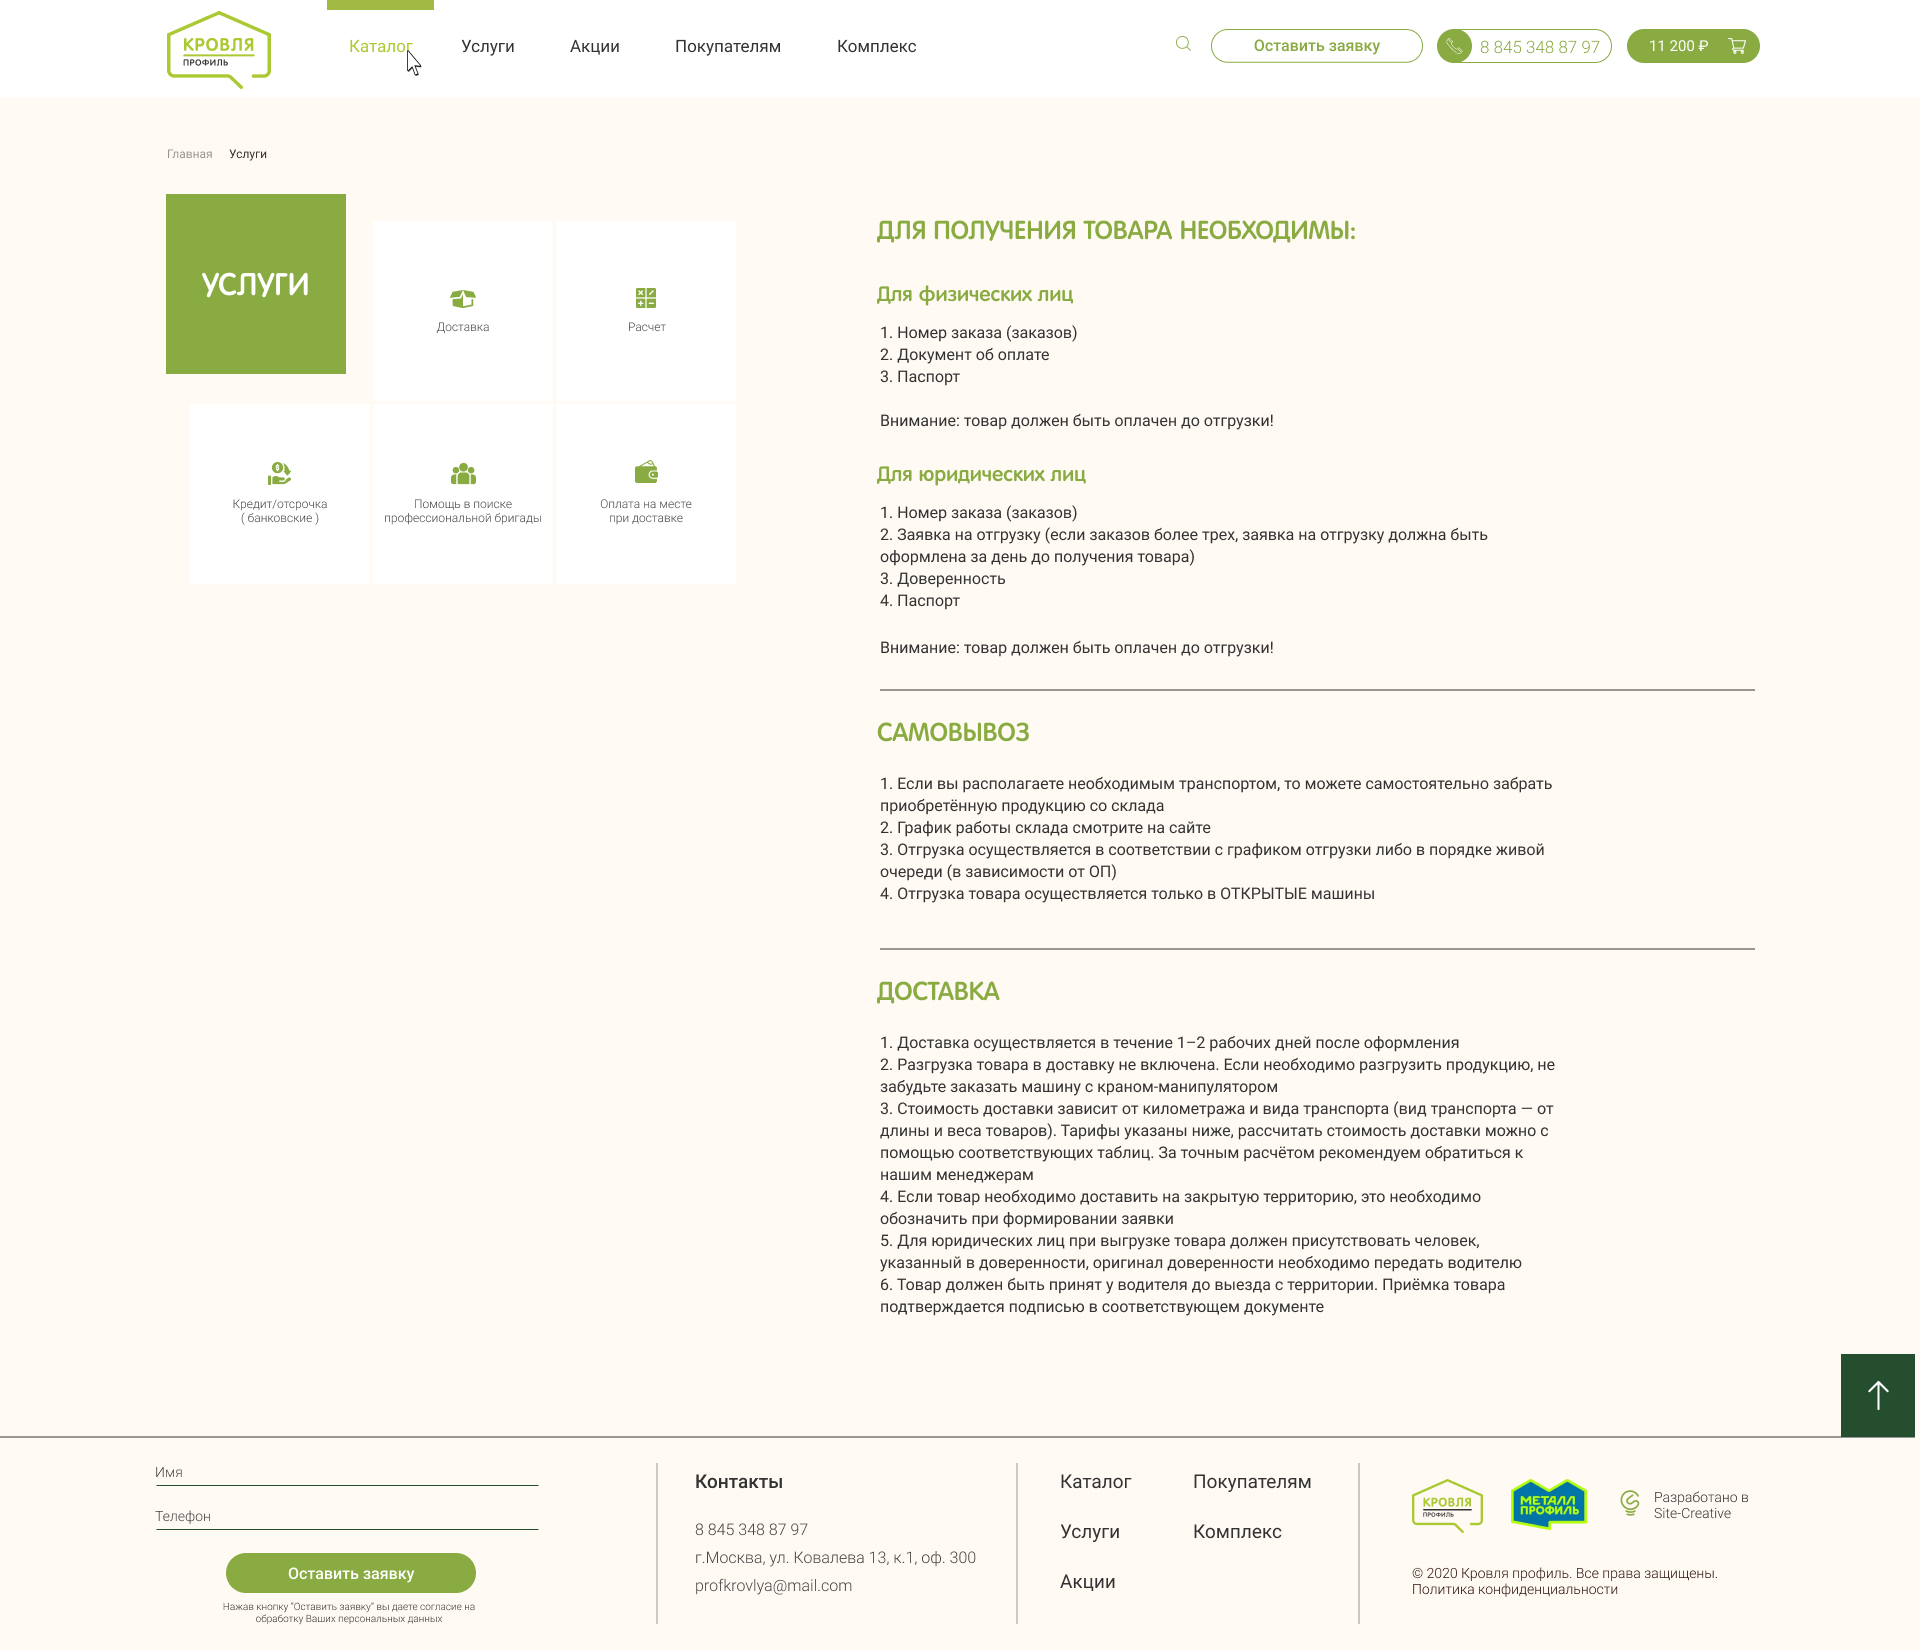 КРОВЛЯ
ПРОФИЛЬ
Каталог
Услуги
Акции
Покупателям
Комплекс
Оставить заявку
8 845 348 87 97
11 200 ₽
Главная
Услуги
УСЛУГИ
Доставка
Расчет
Кредит/отсрочка
( банковские )
Помощь в поиске
профессиональной бригады
Оплата на месте
при доставке
ДЛЯ ПОЛУЧЕНИЯ ТОВАРА НЕОБХОДИМЫ:
Для физических лиц
1. Номер заказа (заказов)
2. Документ об оплате
3. Паспорт
Внимание: товар должен быть оплачен до отгрузки!
Для юридических лиц
1. Номер заказа (заказов)
2. Заявка на отгрузку (если заказов более трех, заявка на отгрузку должна быть
оформлена за день до получения товара)
3. Доверенность
4. Паспорт
Внимание: товар должен быть оплачен до отгрузки!
САМОВЫВОЗ
1. Если вы располагаете необходимым транспортом, то можете самостоятельно забрать
приобретённую продукцию со склада
2. График работы склада смотрите на сайте
3. Отгрузка осуществляется в соответствии с графиком отгрузки либо в порядке живой
очереди (в зависимости от ОП)
4. Отгрузка товара осуществляется только в ОТКРЫТЫЕ машины
ДОСТАВКА
1. Доставка осуществляется в течение 1–2 рабочих дней после оформления
2. Разгрузка товара в доставку не включена. Если необходимо разгрузить продукцию, не
забудьте заказать машину с краном-манипулятором
3. Стоимость доставки зависит от километража и вида транспорта (вид транспорта — от
длины и веса товаров). Тарифы указаны ниже, рассчитать стоимость доставки можно с
помощью соответствующих таблиц. За точным расчётом рекомендуем обратиться к
нашим менеджерам
4. Если товар необходимо доставить на закрытую территорию, это необходимо
обозначить при формировании заявки
5. Для юридических лиц при выгрузке товара должен присутствовать человек,
указанный в доверенности, оригинал доверенности необходимо передать водителю
6. Товар должен быть принят у водителя до выезда с территории. Приёмка товара
подтверждается подписью в соответствующем документе
Имя
Телефон
Оставить заявку
Нажав кнопку "Оставить заявку" вы даете согласие на
обработку Ваших персональных данных
Контакты
8 845 348 87 97
г.Москва, ул. Ковалева 13, к.1, оф. 300
profkrovlya@mail.com
Каталог
Услуги
Акции
Покупателям
Комплекс
КРОВЛЯ
ПРОФИЛЬ
МЕТАЛЛ
ПРОФИЛЬ
Разработано в
Site-Creative
© 2020 Кровля профиль. Все права защищены.
Политика конфиденциальности